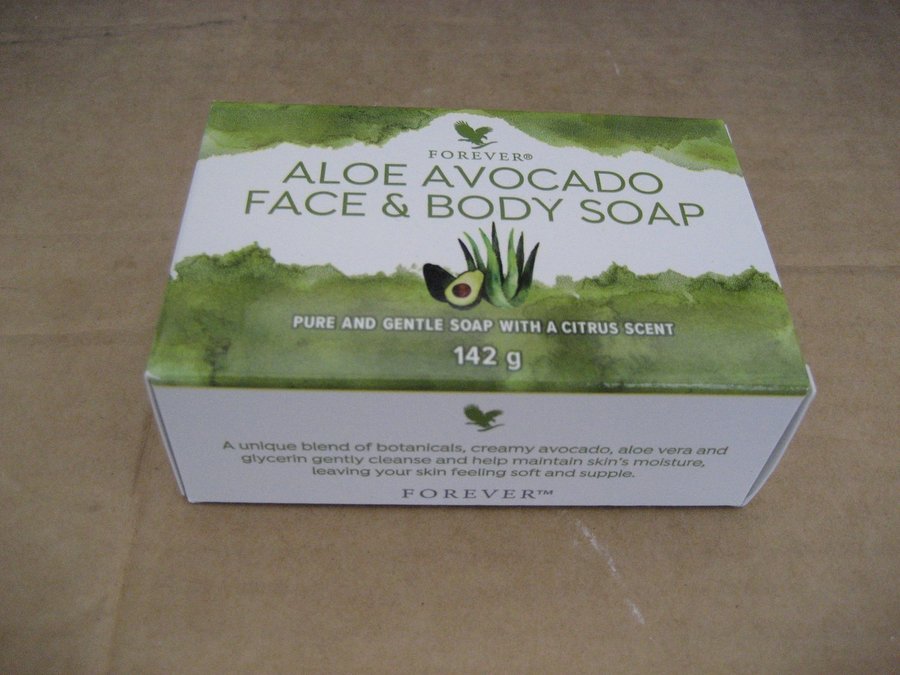 FOREVER®
ALOE AVOCADO
FACE & BODY SOAP
PURE AND GENTLE SOAP WITH A CITRUS SCENT
142 g
A unique blend of botanicals, creamy avocado, aloe vera and
glycerin gently cleanse and help maintain skin's moisture,
leaving your skin feeling soft and supple.
FOREVER™